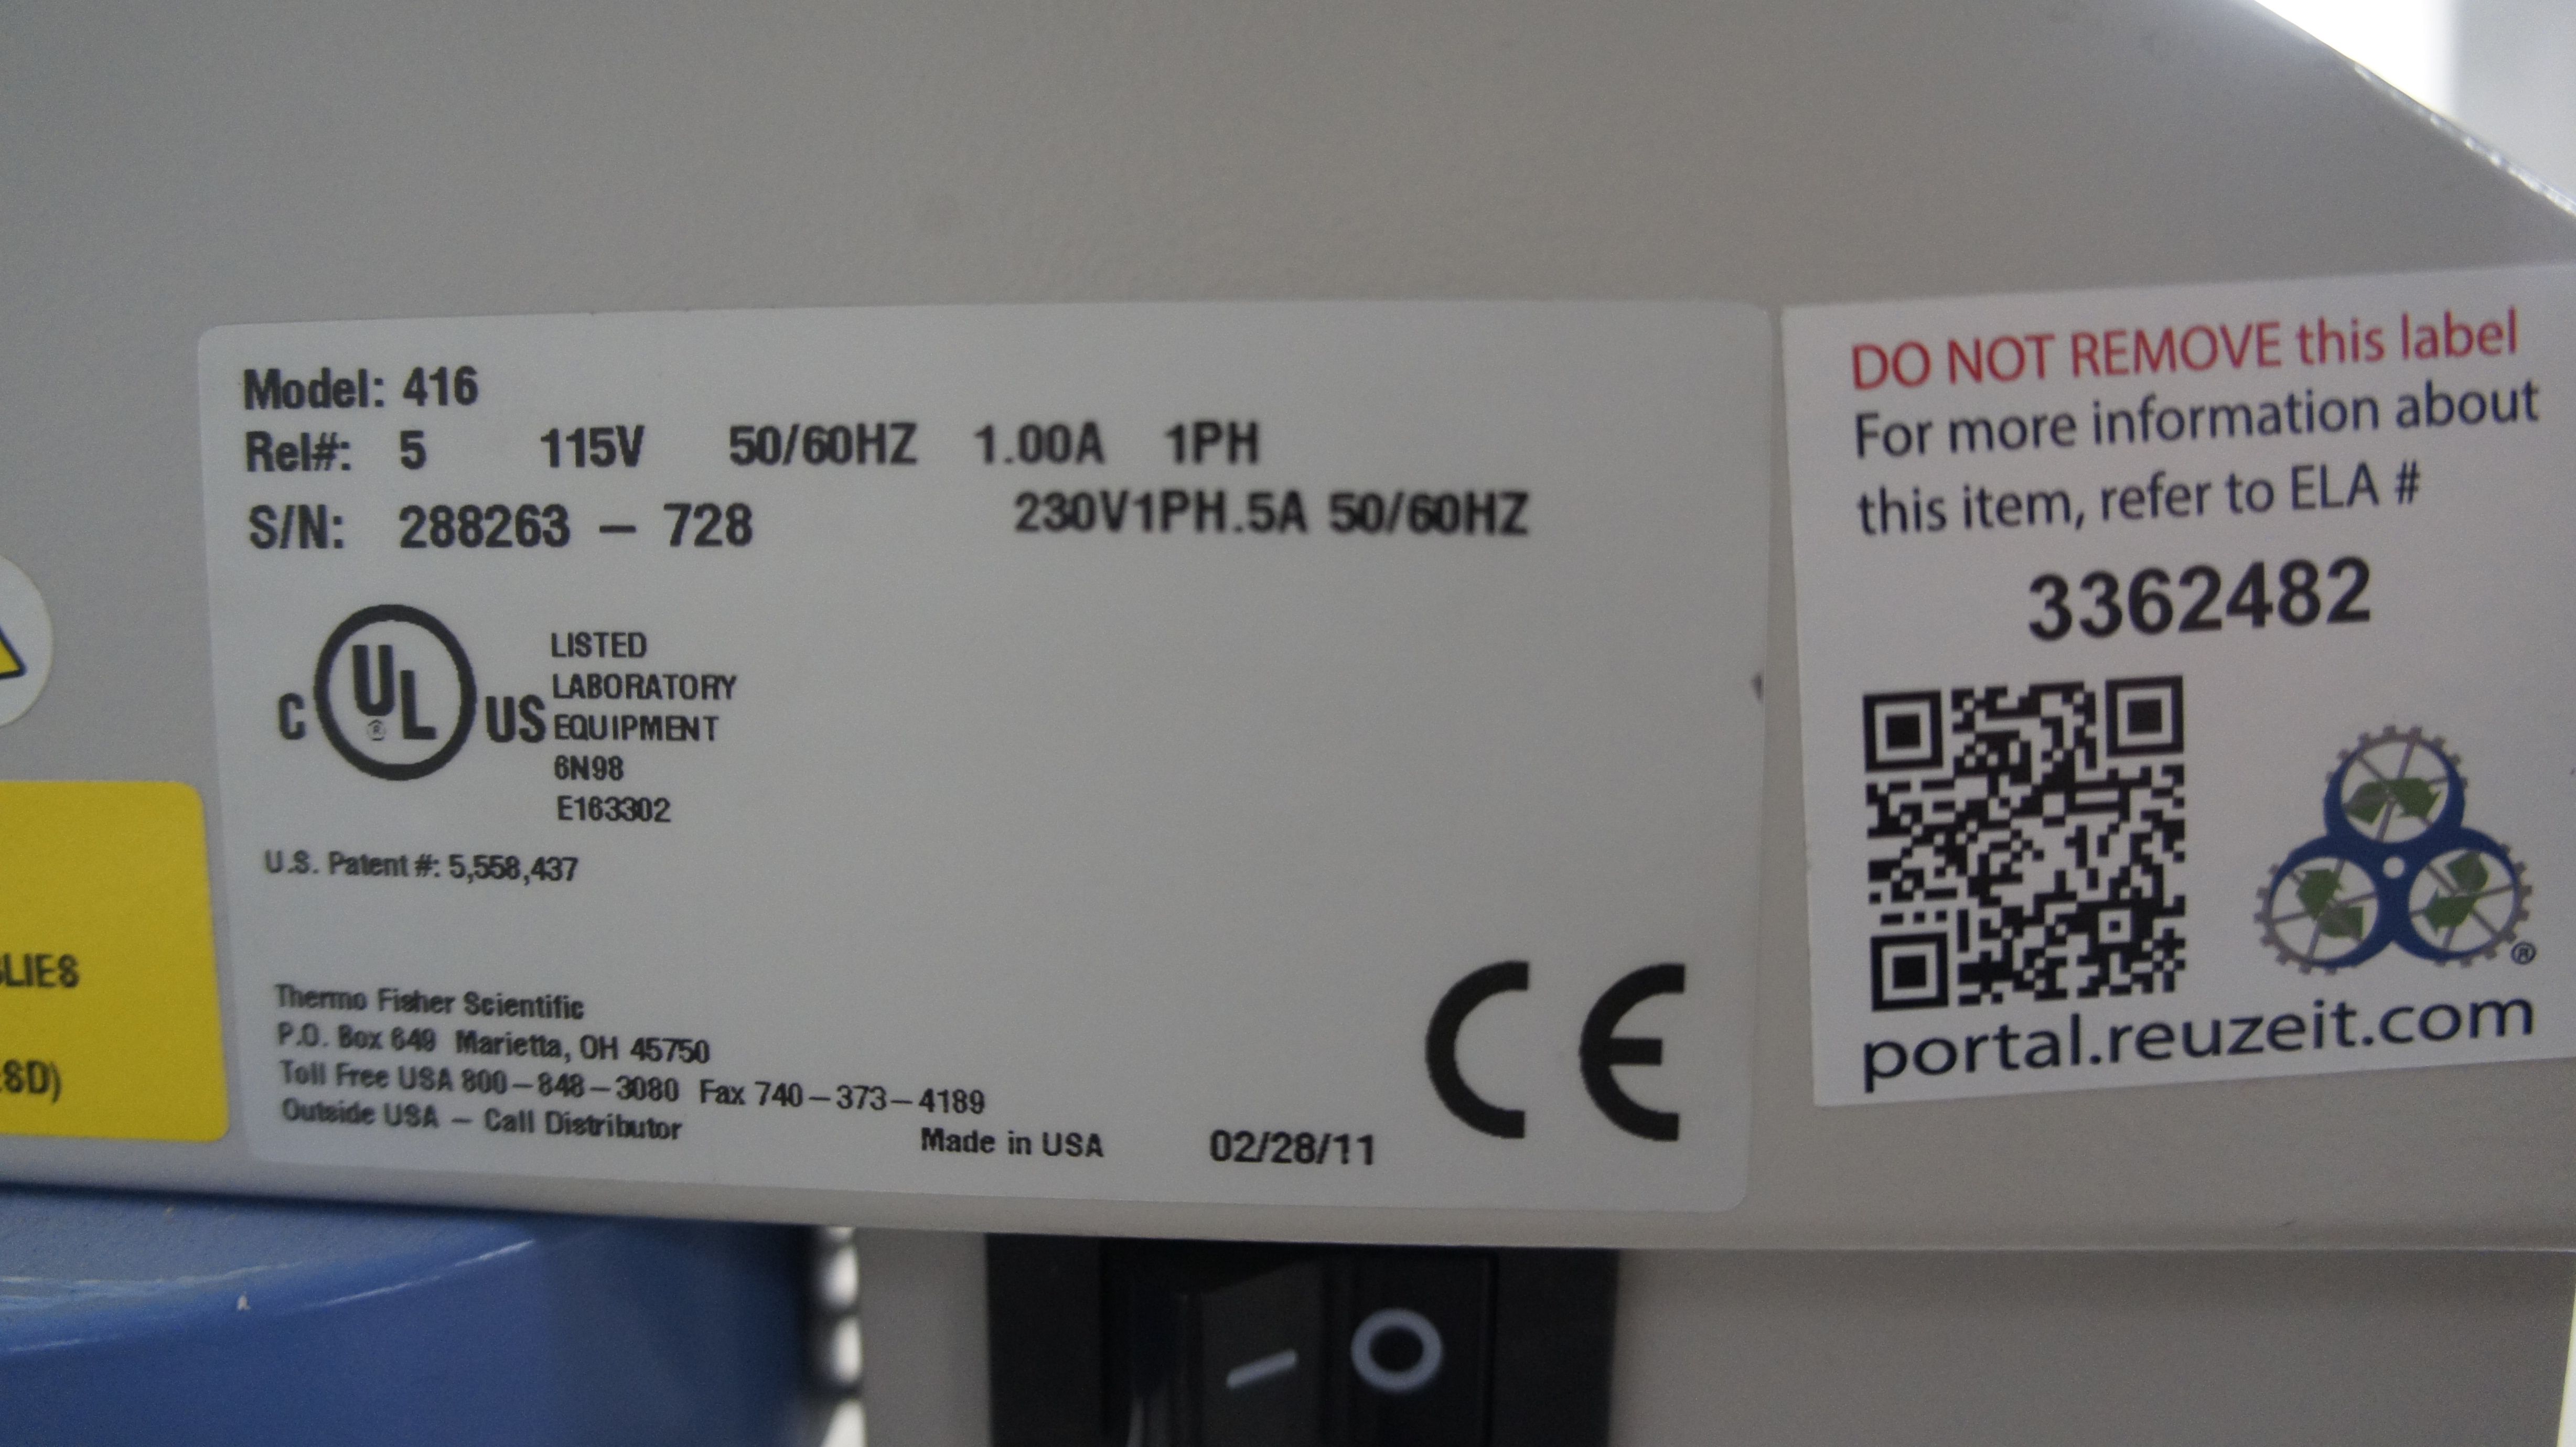 Model: 416
Rel#: 5 115V 50/60HZ 1.00A 1PH
S/N: 288263 – 728 230V1PH.5A 50/60HZ
C UL ® US
LISTED
LABORATORY
EQUIPMENT
6N98
E163302
U.S. Patent #: 5,558,437
Thermo Fisher Scientific
P.O. Box 649 Marietta, OH 45750
Toll Free USA 800–848–3080 Fax 740–373–4189
Outside USA – Call Distributor
Made in USA 02/28/11
CE
DO NOT REMOVE this label
For more information about
this item, refer to ELA #
3362482
®
portal.reuzeit.com